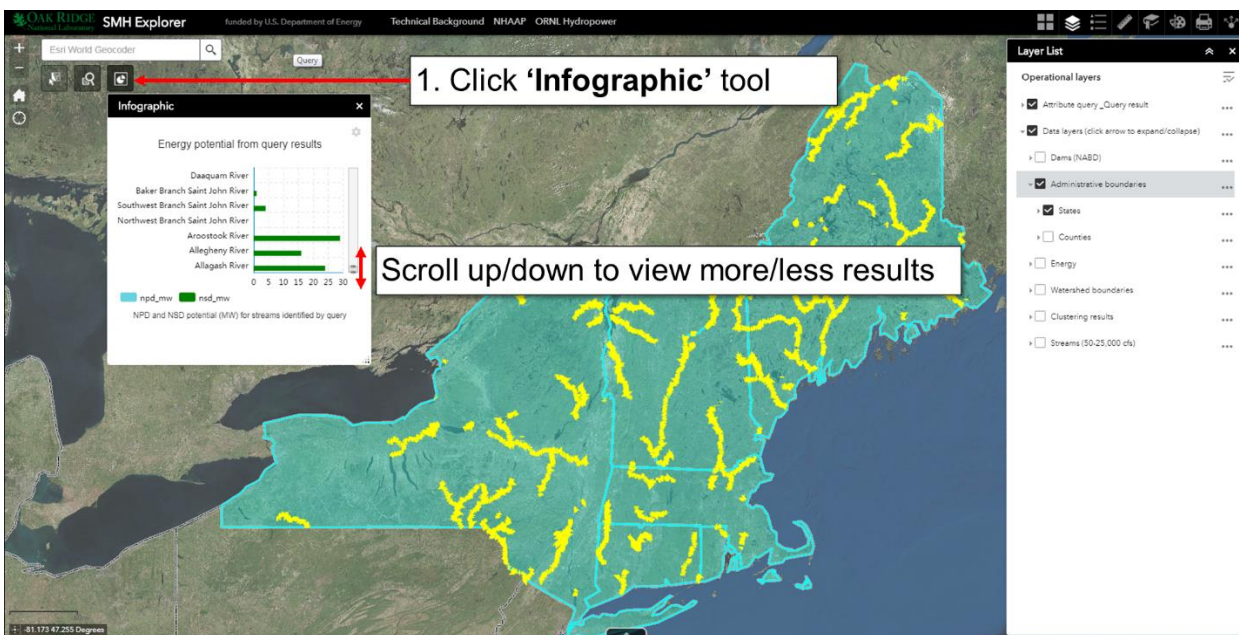 OAK RIDGE
National Laboratory
SMH Explorer
funded by U.S. Department of Energy
Technical Background NHAAP ORNL Hydropower
Esri World Geocoder
Query
1. Click 'Infographic' tool
Infographic
Energy potential from query results
Daaquam River
Baker Branch Saint John River
Southwest Branch Saint John River
Northwest Branch Saint John River
Aroostook River
Allegheny River
Allagash River
0 5 10 15 20 25 30
npd_mw nsd_mw
NPD and NSD potential (MW) for streams identified by query
Scroll up/down to view more/less results
Layer List
Operational layers
Attribute query _Query result
Data layers (click arrow to expand/collapse)
Dams (NABD)
Administrative boundaries
States
Counties
Energy
Watershed boundaries
Clustering results
Streams (50-25,000 cfs)
-81.173 47.255 Degrees